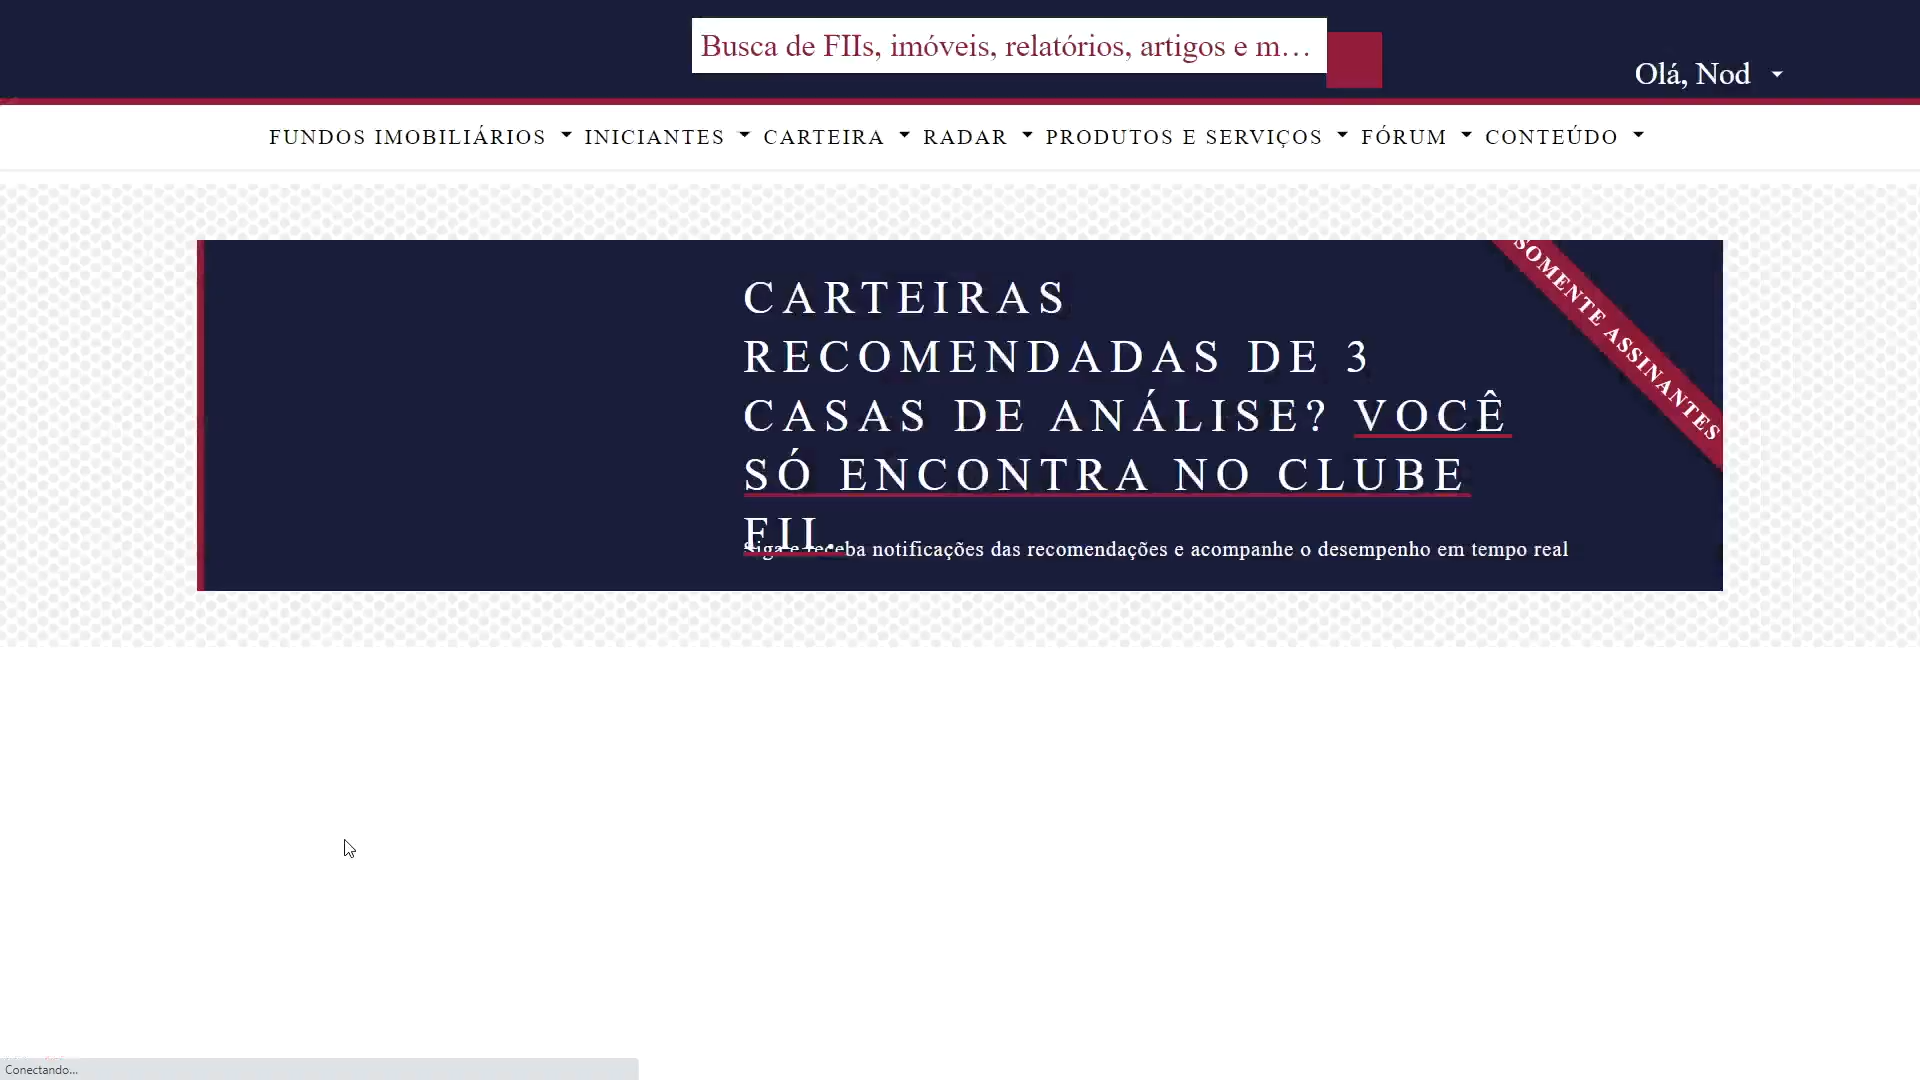 Busca de FIIs, imóveis, relatórios, artigos e m...
Olá, Nod
FUNDOS IMOBILIÁRIOS INICIANTES CARTEIRA RADAR PRODUTOS E SERVIÇOS FÓRUM CONTEÚDO
SOMENTE ASSINANTES
CARTEIRAS
RECOMENDADAS DE 3
CASAS DE ANÁLISE? VOCÊ
SÓ ENCONTRA NO CLUBE
FII.
Siga e receba notificações das recomendações e acompanhe o desempenho em tempo real
Conectando...